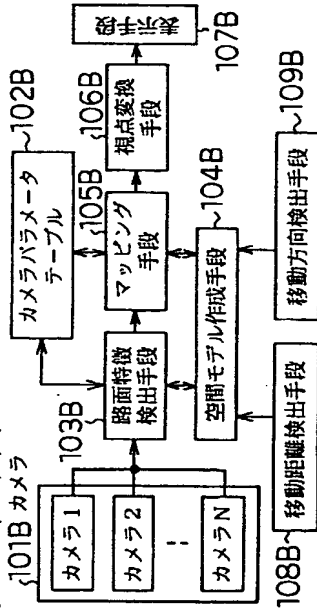 101B カメラ
カメラ1
カメラ2
カメラN
103B
路面特徴
検出手段
102B
カメラパラメータ
テーブル
105B
マッピング
手段
104B
空間モデル作成手段
106B
視点変換
手段
107B
表示手段
108B
移動距離検出手段
109B
移動方向検出手段